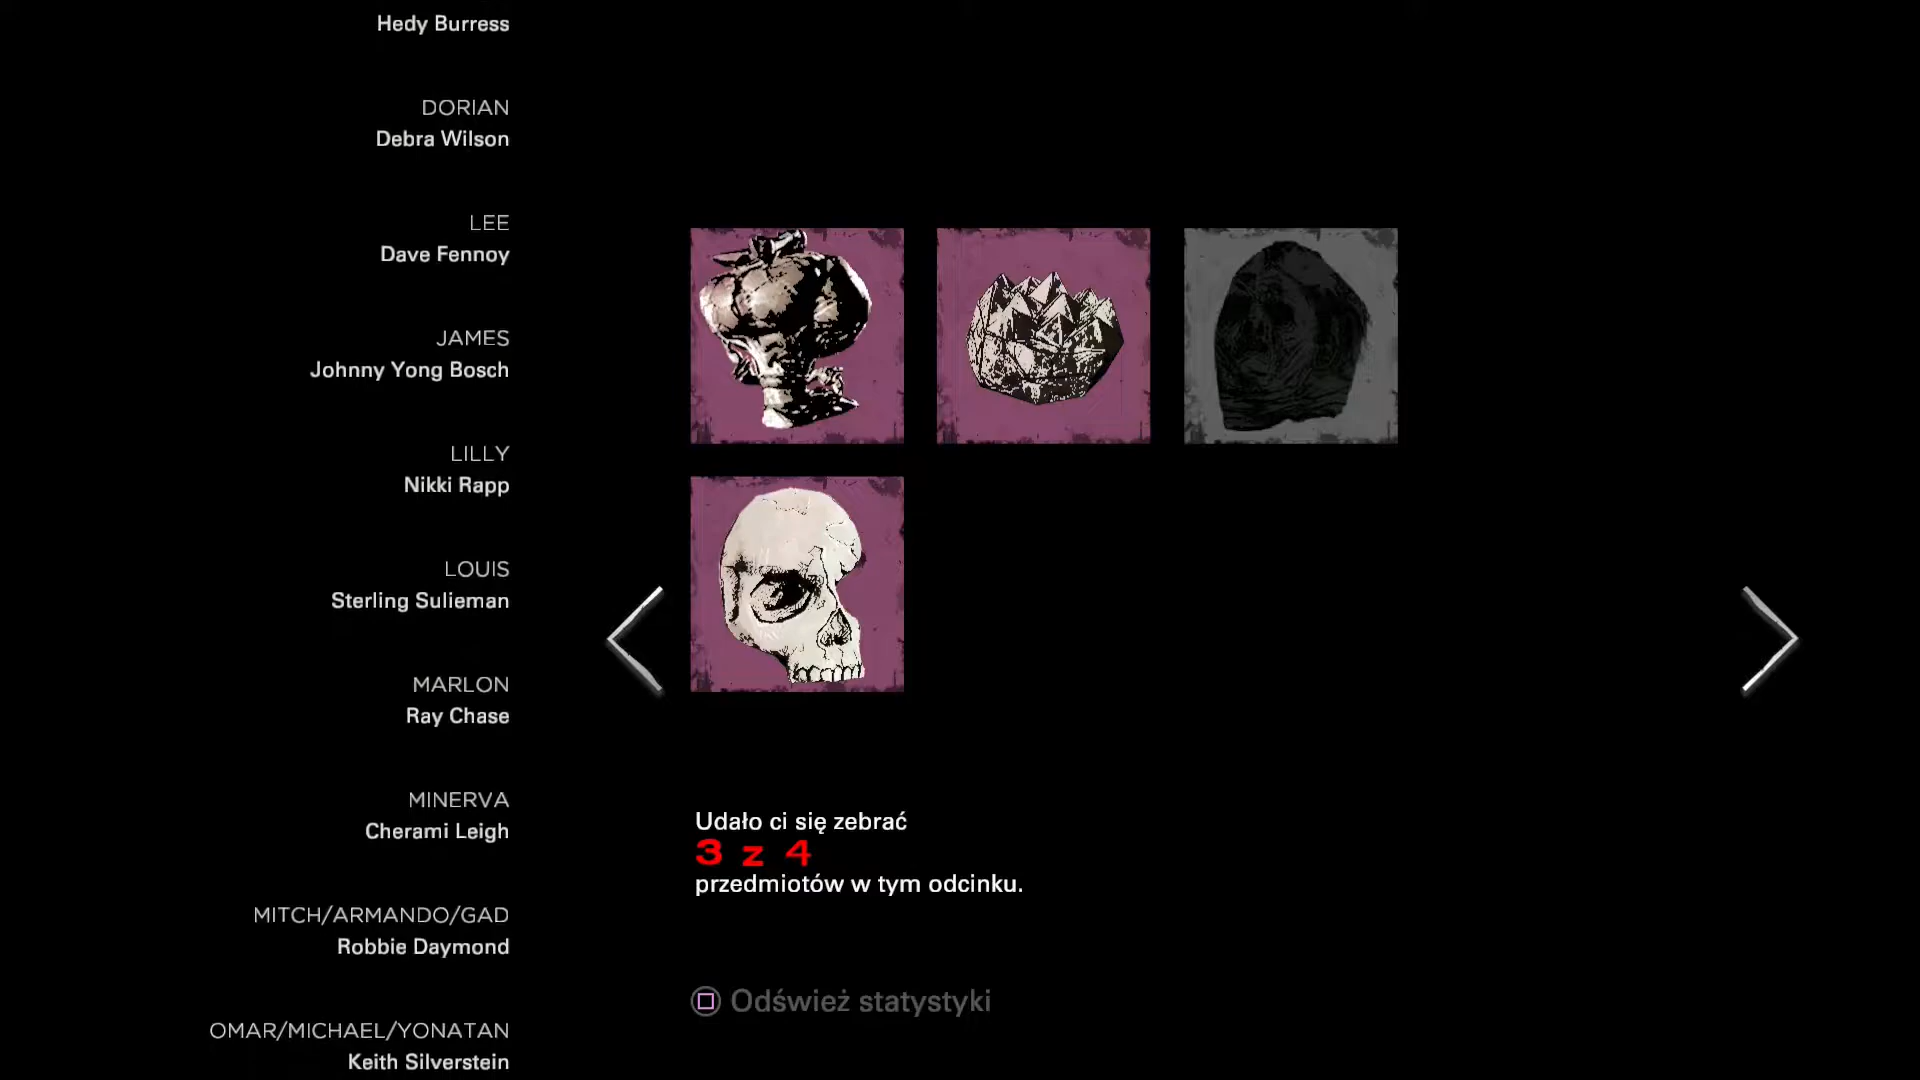 Hedy Burress
DORIAN
Debra Wilson
LEE
Dave Fennoy
JAMES
Johnny Yong Bosch
LILLY
Nikki Rapp
LOUIS
Sterling Sulieman
MARLON
Ray Chase
MINERVA
Cherami Leigh
MITCH/ARMANDO/GAD
Robbie Daymond
OMAR/MICHAEL/YONATAN
Keith Silverstein
Udało ci się zebrać
3 z 4
przedmiotów w tym odcinku.
Odśwież statystyki